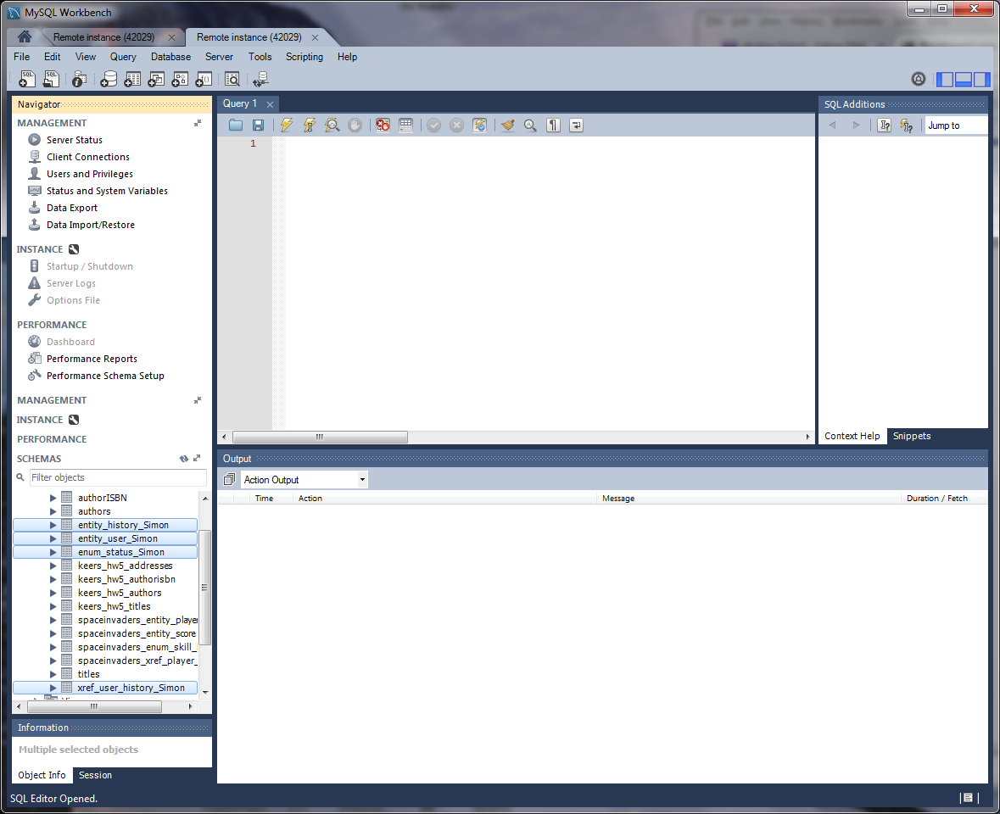 MySQL Workbench
Remote instance (42029)
Remote instance (42029)
File Edit View Query Database Server Tools Scripting Help
Navigator
MANAGEMENT
Server Status
Client Connections
Users and Privileges
Status and System Variables
Data Export
Data Import/Restore
INSTANCE
Startup / Shutdown
Server Logs
Options File
PERFORMANCE
Dashboard
Performance Reports
Performance Schema Setup
MANAGEMENT
INSTANCE
PERFORMANCE
SCHEMAS
Filter objects
authorISBN
authors
entity_history_Simon
entity_user_Simon
enum_status_Simon
keers_hw5_addresses
keers_hw5_authorisbn
keers_hw5_authors
keers_hw5_titles
spaceinvaders_entity_player
spaceinvaders_entity_score
spaceinvaders_enum_skill_
spaceinvaders_xref_player_
titles
xref_user_history_Simon
Information
Multiple selected objects
Object Info Session
SQL Editor Opened.
Query 1
1
SQL Additions
Jump to
Context Help Snippets
Output
Action Output
Time Action Message Duration / Fetch